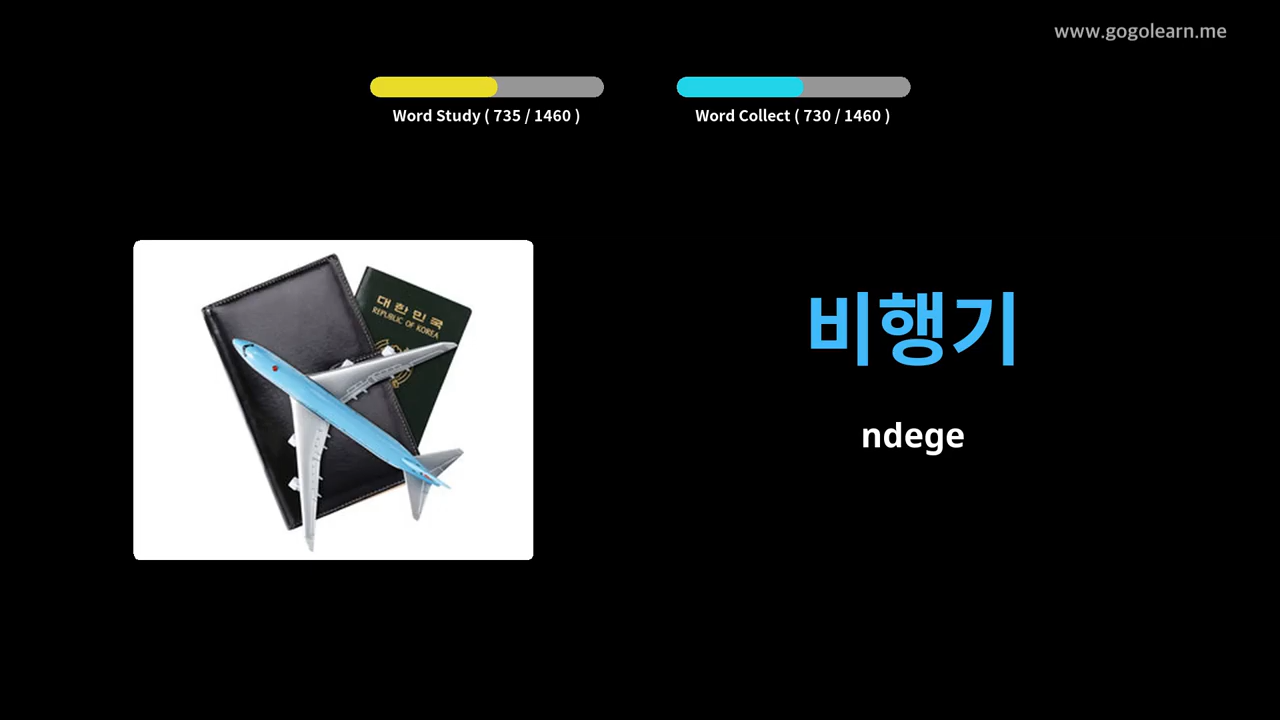 www.gogolearn.me
Word Study ( 735 / 1460 )
Word Collect ( 730 / 1460 )
대한민국
REPUBLIC OF KOREA
비행기
ndege